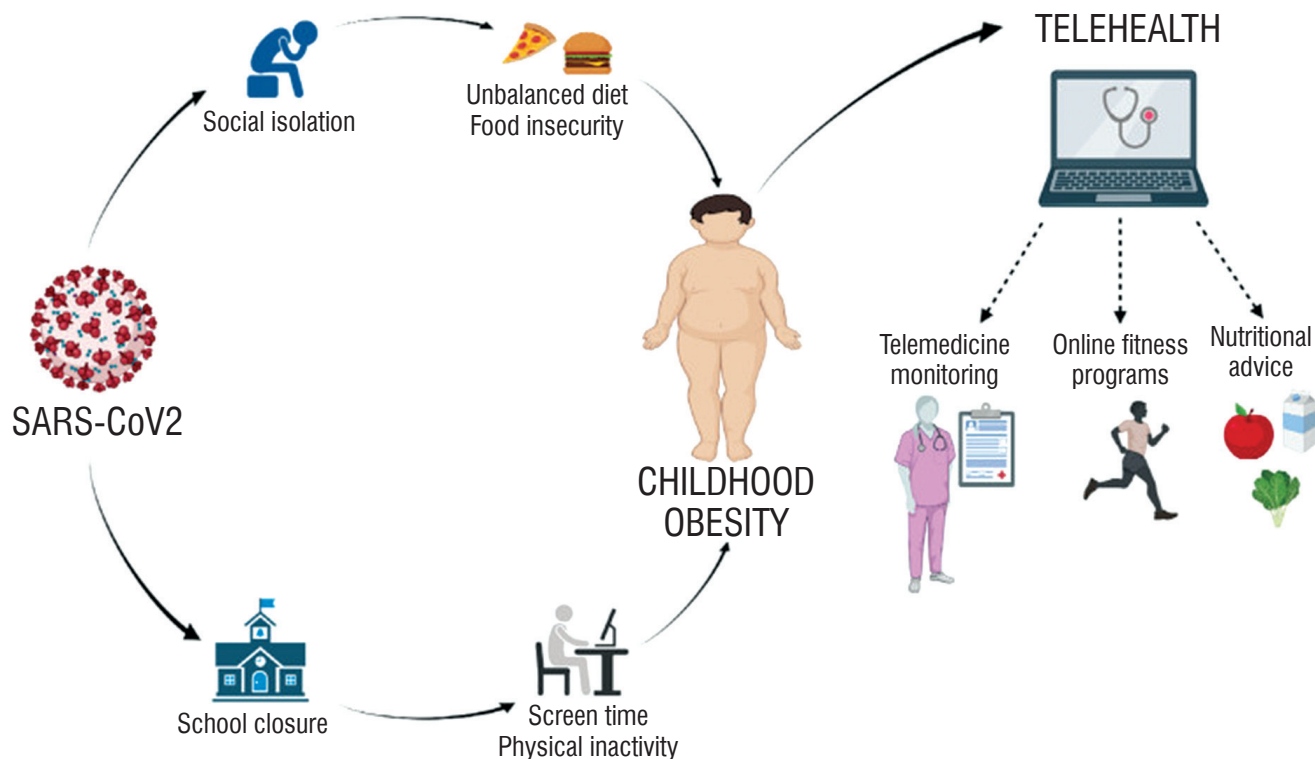 TELEHEALTH
Social isolation
Unbalanced diet
Food insecurity
SARS-CoV2
CHILDHOOD
OBESITY
Telemedicine
monitoring
Online fitness
programs
Nutritional
advice
School closure
Screen time
Physical inactivity